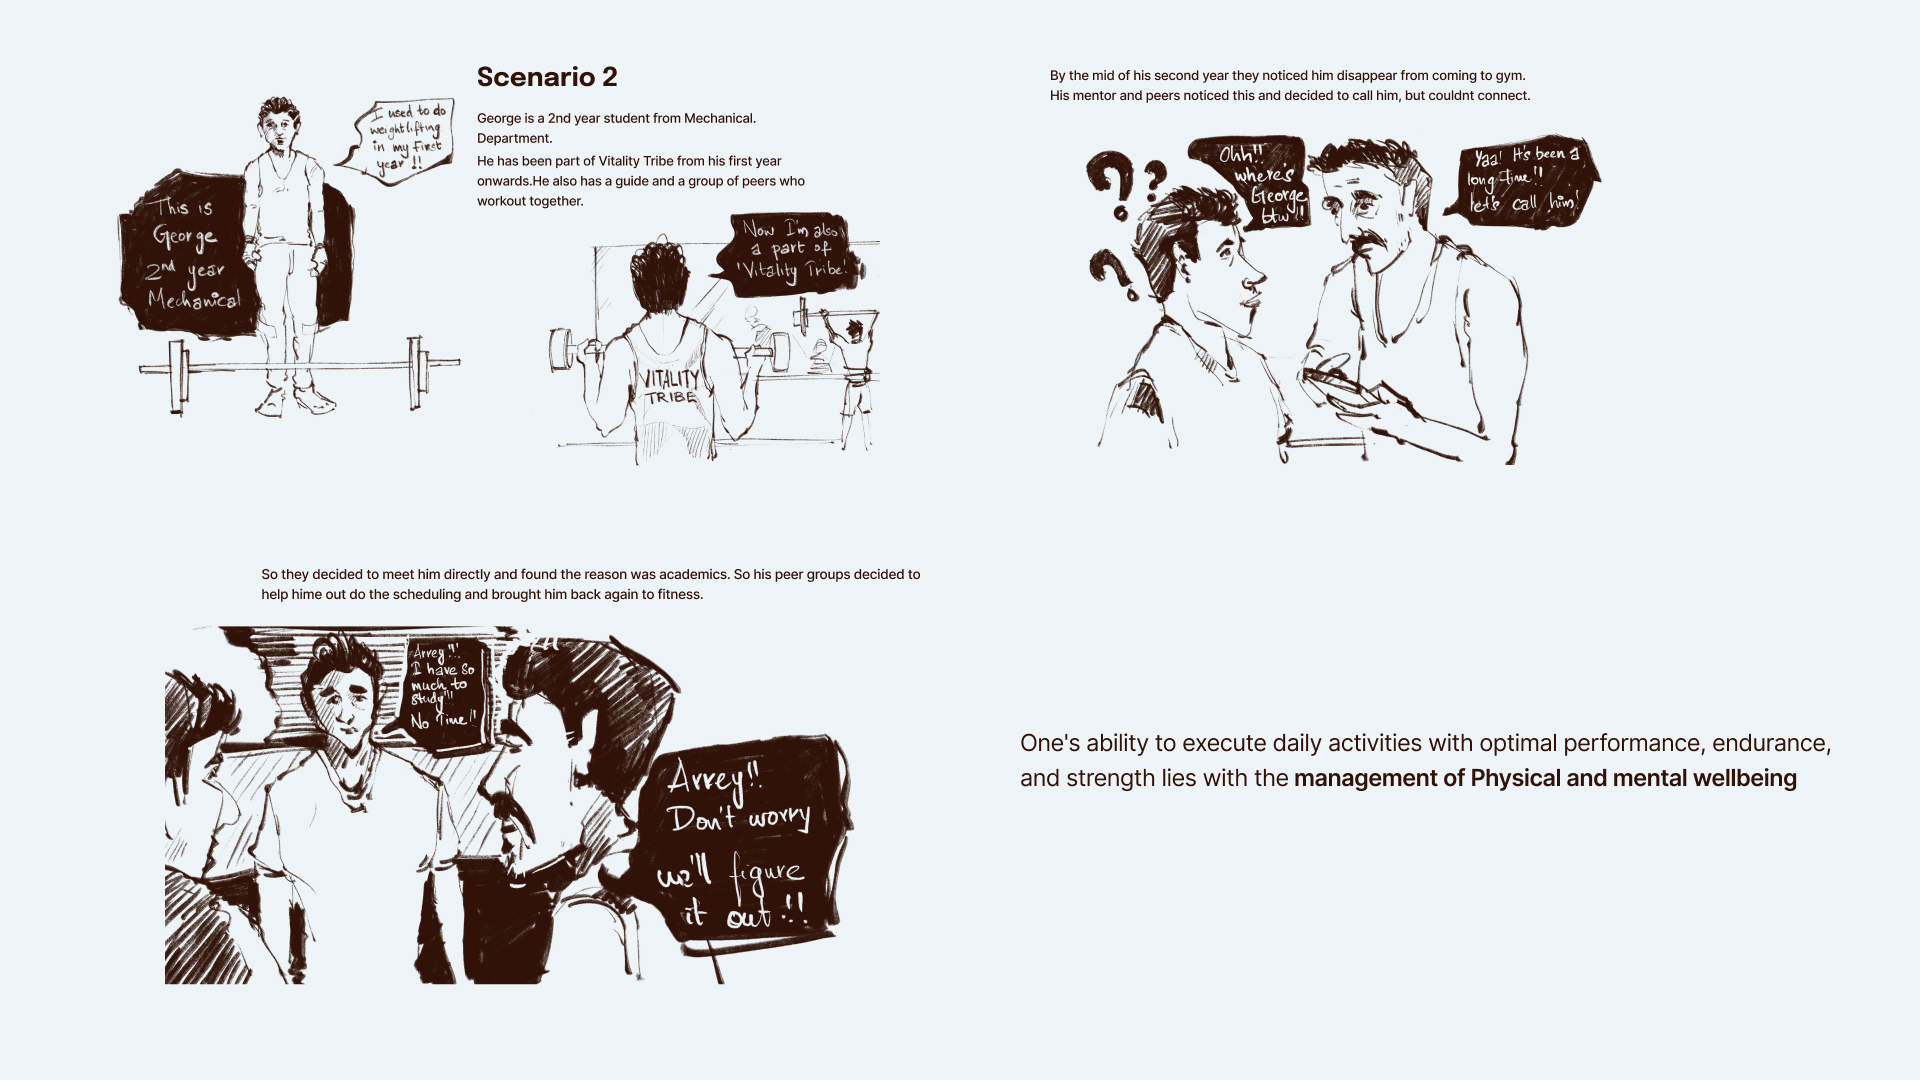 Scenario 2
George is a 2nd year student from Mechanical.
Department.
He has been part of Vitality Tribe from his first year
onwards.He also has a guide and a group of peers who
workout together.
I used to do
weightlifting
in my first
year !!
This is
George
2nd year
Mechanical
Now I'm also
a part of
'Vitality Tribe'
VITALITY
TRIBE
By the mid of his second year they noticed him disappear from coming to gym.
His mentor and peers noticed this and decided to call him, but couldnt connect.
? ?
?
Ohh!!
where's
George
btw !!
Yaa! It's been a
long time!!
let's call him!
So they decided to meet him directly and found the reason was academics. So his peer groups decided to
help hime out do the scheduling and brought him back again to fitness.
Arrey!!!
I have so
much to
study!!
No Time!!
Arrey!!
Don't worry
we'll figure
it out !!
One's ability to execute daily activities with optimal performance, endurance,
and strength lies with the management of Physical and mental wellbeing